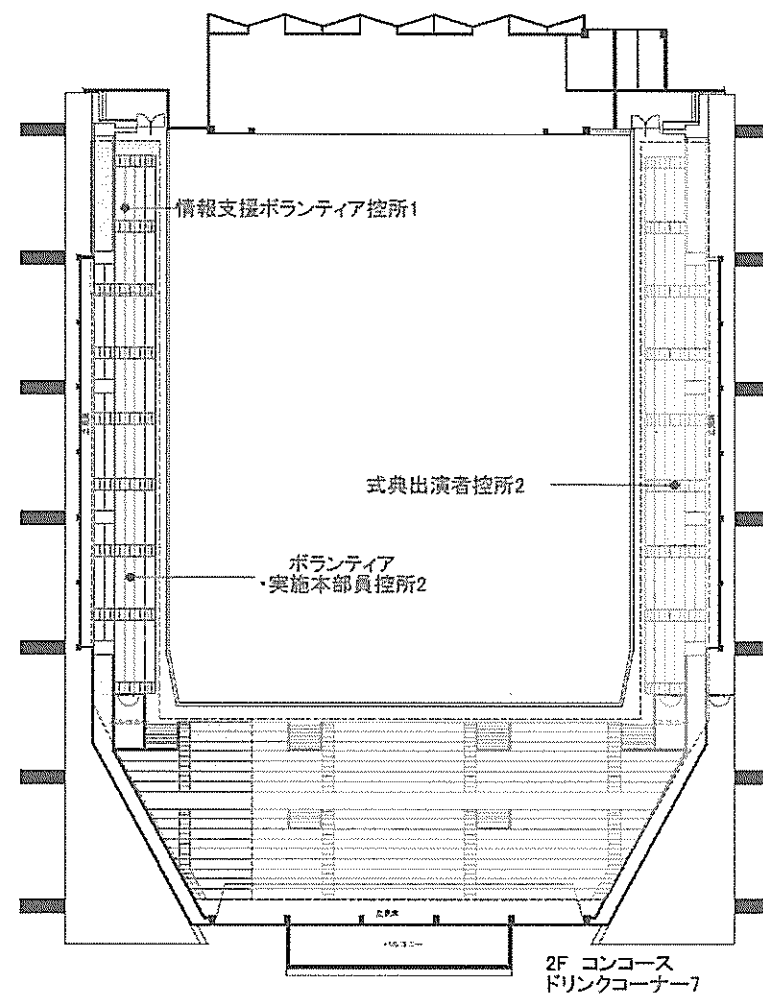 情報支援ボランティア控所1
式典出演者控所2
ボランティア
・実施本部員控所2
2F コンコース
ドリンクコーナー7